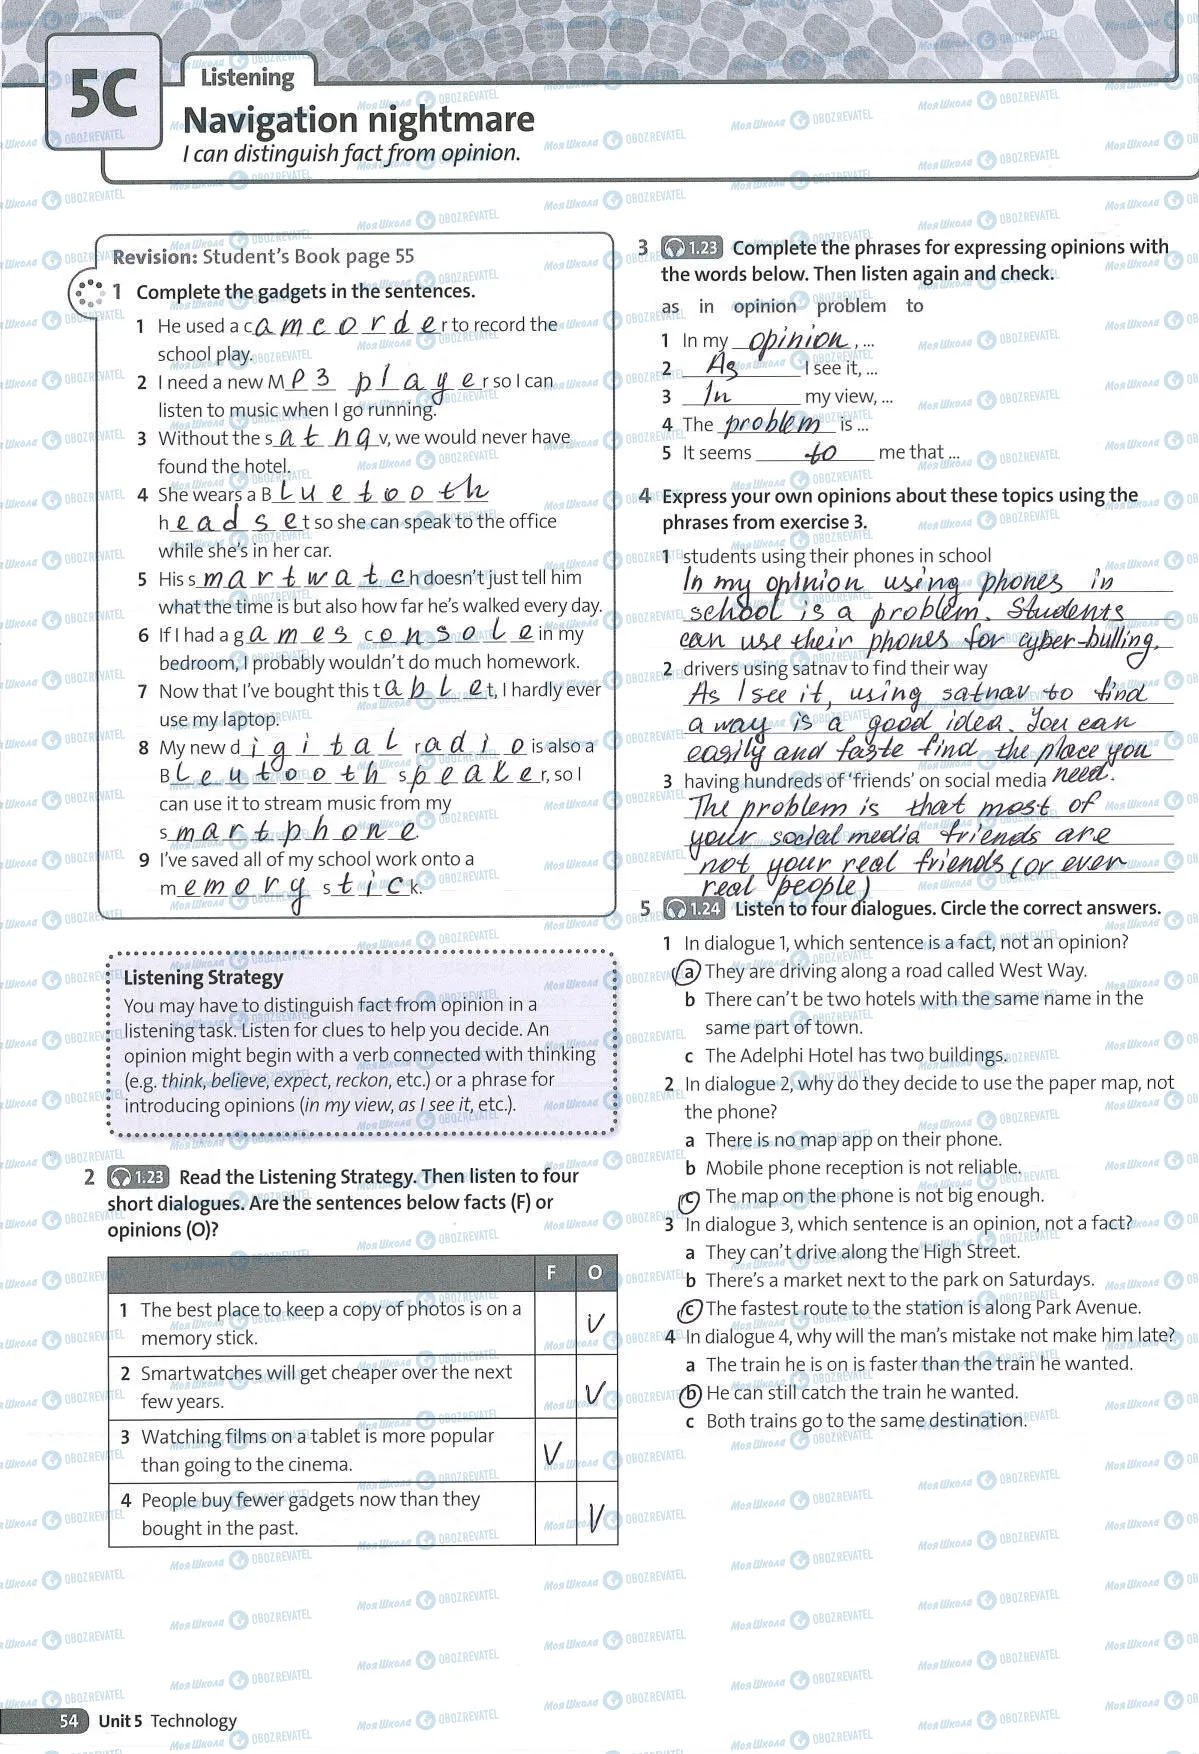 5C
Listening
Navigation nightmare
I can distinguish fact from opinion.
Revision: Student's Book page 55
1 Complete the gadgets in the sentences.
1 He used a camcorder to record the
school play.
2 I need a new MP3 player so I can
listen to music when I go running.
3 Without the satnav, we would never have
found the hotel.
4 She wears a Bluetooth
headset so she can speak to the office
while she's in her car.
5 His smartwatch doesn't just tell him
what the time is but also how far he's walked every day.
6 If I had a games console in my
bedroom, I probably wouldn't do much homework.
7 Now that I've bought this tablet, I hardly ever
use my laptop.
8 My new digital radio is also a
Bleutooth speaker, so I
can use it to stream music from my
smartphone
9 I've saved all of my school work onto a
memory stick.
Listening Strategy
You may have to distinguish fact from opinion in a
listening task. Listen for clues to help you decide. An
opinion might begin with a verb connected with thinking
(e.g. think, believe, expect, reckon, etc.) or a phrase for
introducing opinions (in my view, as I see it, etc.).
2 1.23 Read the Listening Strategy. Then listen to four
short dialogues. Are the sentences below facts (F) or
opinions (O)?
F O
1 The best place to keep a copy of photos is on a
memory stick. V
2 Smartwatches will get cheaper over the next
few years. V
3 Watching films on a tablet is more popular
than going to the cinema. V
4 People buy fewer gadgets now than they
bought in the past. V
3 1.23 Complete the phrases for expressing opinions with
the words below. Then listen again and check.
as in opinion problem to
1 In my opinion, ...
2 As I see it, ...
3 In my view, ...
4 The problem is ...
5 It seems to me that ...
4 Express your own opinions about these topics using the
phrases from exercise 3.
1 students using their phones in school
In my opinion using phones in
school is a problem. Students
can use their phones for cyber-bulling.
2 drivers using satnav to find their way
As I see it, using satnav to find
a way is a good idea. You can
easily and faste find the place you
need.
3 having hundreds of 'friends' on social media
The problem is that most of
your social media friends are
not your real friends (or even
real people)
5 1.24 Listen to four dialogues. Circle the correct answers.
1 In dialogue 1, which sentence is a fact, not an opinion?
a They are driving along a road called West Way.
b There can't be two hotels with the same name in the
same part of town.
c The Adelphi Hotel has two buildings.
2 In dialogue 2, why do they decide to use the paper map, not
the phone?
a There is no map app on their phone.
b Mobile phone reception is not reliable.
c The map on the phone is not big enough.
3 In dialogue 3, which sentence is an opinion, not a fact?
a They can't drive along the High Street.
b There's a market next to the park on Saturdays.
c The fastest route to the station is along Park Avenue.
4 In dialogue 4, why will the man's mistake not make him late?
a The train he is on is faster than the train he wanted.
b He can still catch the train he wanted.
c Both trains go to the same destination.
54 Unit 5 Technology
Моя Школа OBOZREVATEL